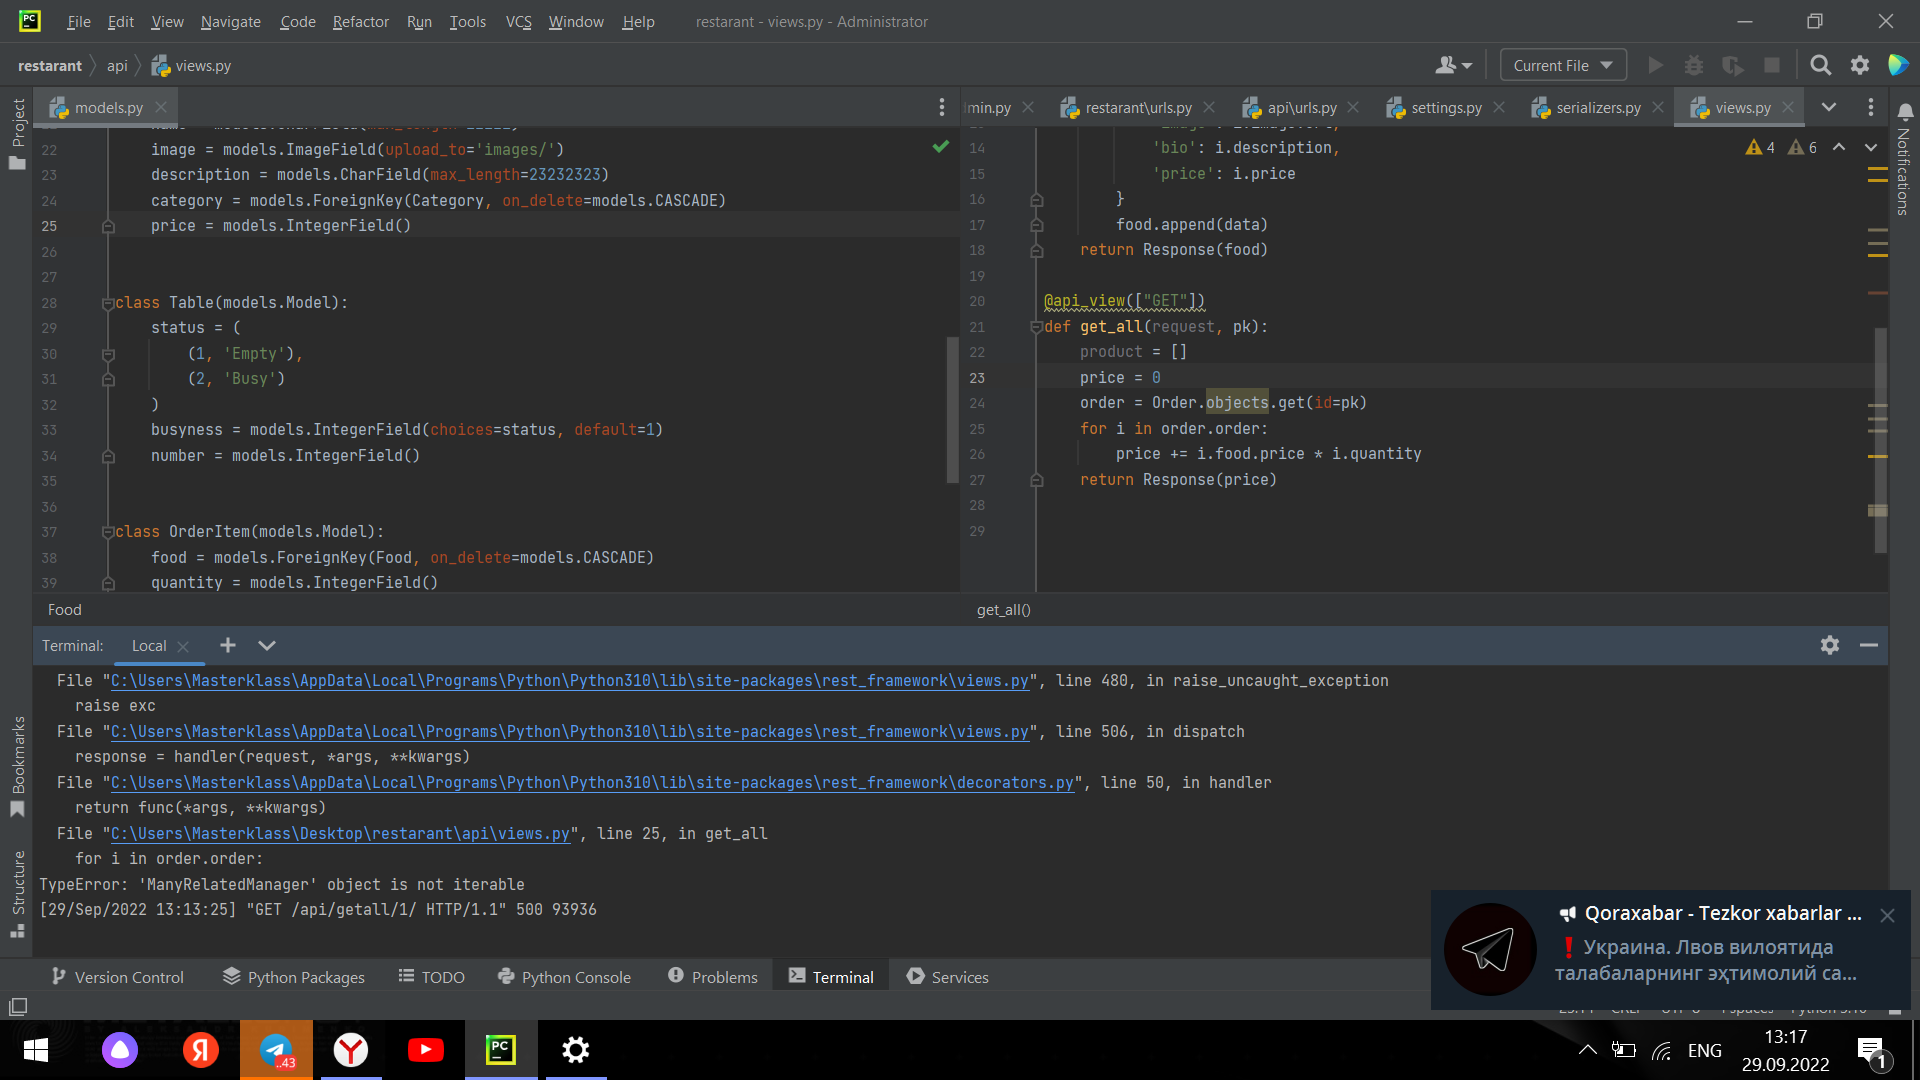 File Edit View Navigate Code Refactor Run Tools VCS Window Help restarant - views.py - Administrator
restarant api views.py
Current File
models.py
min.py restarant\urls.py api\urls.py settings.py serializers.py views.py
Project
Bookmarks
Structure
Notifications
22 image = models.ImageField(upload_to='images/')
23 description = models.CharField(max_length=23232323)
24 category = models.ForeignKey(Category, on_delete=models.CASCADE)
25 price = models.IntegerField()
26
27
28 class Table(models.Model):
29 status = (
30 (1, 'Empty'),
31 (2, 'Busy')
32 )
33 busyness = models.IntegerField(choices=status, default=1)
34 number = models.IntegerField()
35
36
37 class OrderItem(models.Model):
38 food = models.ForeignKey(Food, on_delete=models.CASCADE)
39 quantity = models.IntegerField()
Food
4 6
14 'bio': i.description,
15 'price': i.price
16 }
17 food.append(data)
18 return Response(food)
19
20 @api_view(["GET"])
21 def get_all(request, pk):
22 product = []
23 price = 0
24 order = Order.objects.get(id=pk)
25 for i in order.order:
26 price += i.food.price * i.quantity
27 return Response(price)
28
29
get_all()
Terminal: Local
File "C:\Users\Masterklass\AppData\Local\Programs\Python\Python310\lib\site-packages\rest_framework\views.py", line 480, in raise_uncaught_exception
raise exc
File "C:\Users\Masterklass\AppData\Local\Programs\Python\Python310\lib\site-packages\rest_framework\views.py", line 506, in dispatch
response = handler(request, *args, **kwargs)
File "C:\Users\Masterklass\AppData\Local\Programs\Python\Python310\lib\site-packages\rest_framework\decorators.py", line 50, in handler
return func(*args, **kwargs)
File "C:\Users\Masterklass\Desktop\restarant\api\views.py", line 25, in get_all
for i in order.order:
TypeError: 'ManyRelatedManager' object is not iterable
[29/Sep/2022 13:13:25] "GET /api/getall/1/ HTTP/1.1" 500 93936
Qoraxabar - Tezkor xabarlar ...
❗ Украина. Лвов вилоятида
талабаларнинг эҳтимолий са...
Version Control Python Packages TODO Python Console Problems Terminal Services
..43
PC
ENG
13:17
29.09.2022
1